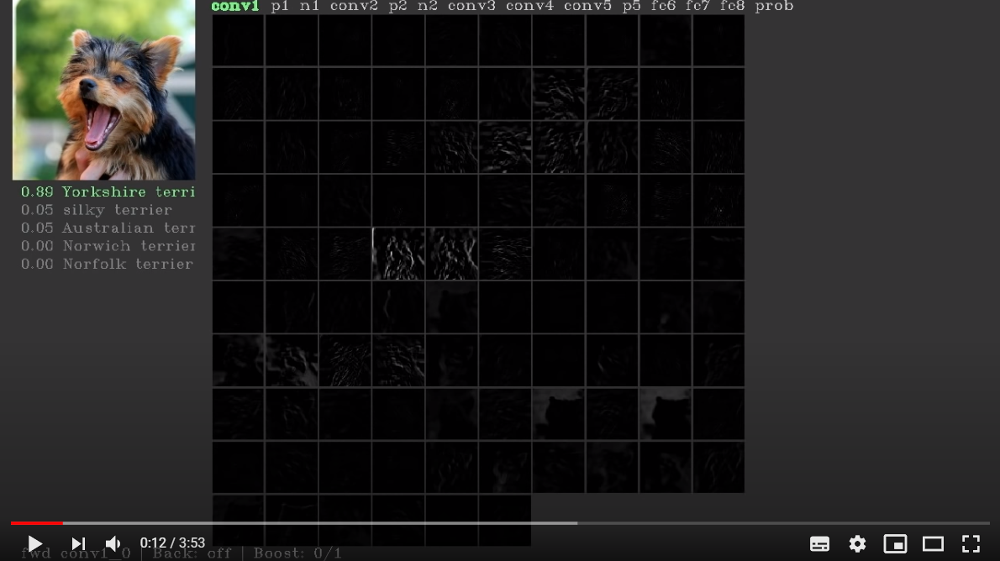 conv1 p1 n1 conv2 p2 n2 conv3 conv4 conv5 p5 fc6 fc7 fc8 prob
0.89 Yorkshire terri
0.05 silky terrier
0.05 Australian terr
0.00 Norwich terrier
0.00 Norfolk terrier
0:12 / 3:53
fwd conv1_0 | Back: off | Boost: 0/1